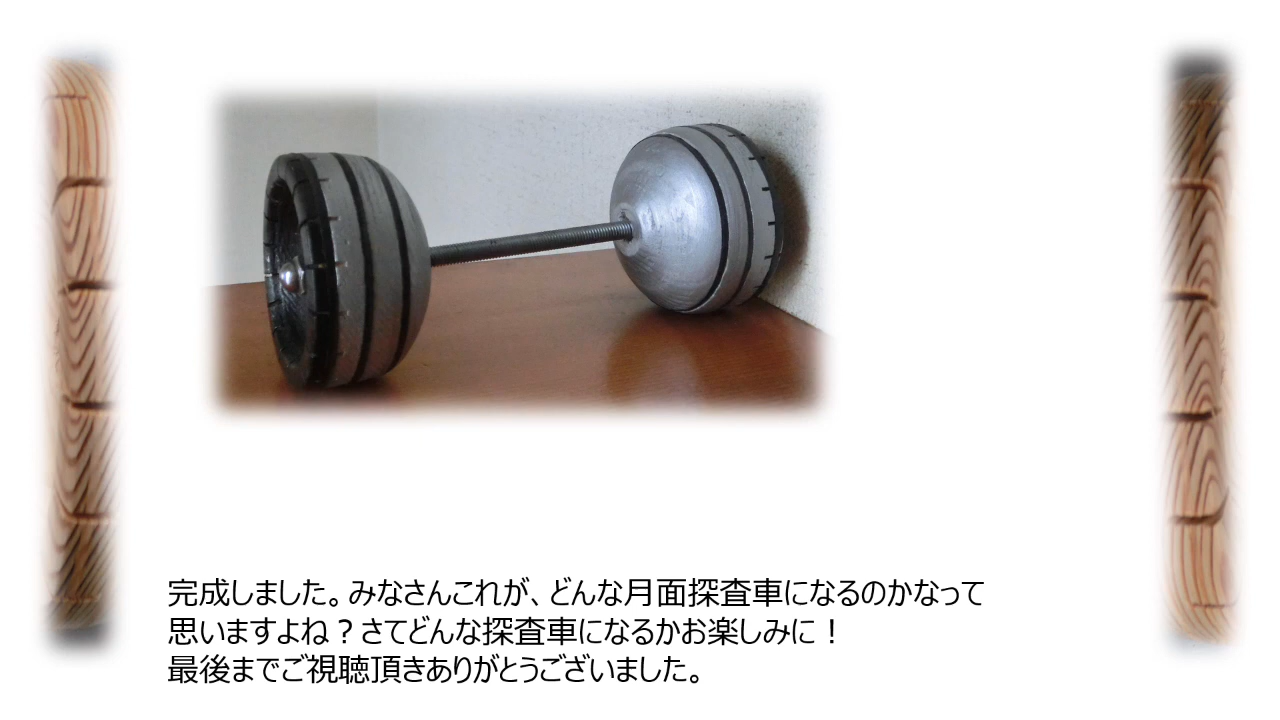 完成しました。みなさんこれが、どんな月面探査車になるのかなって
思いますよね？さてどんな探査車になるかお楽しみに！
最後までご視聴頂きありがとうございました。